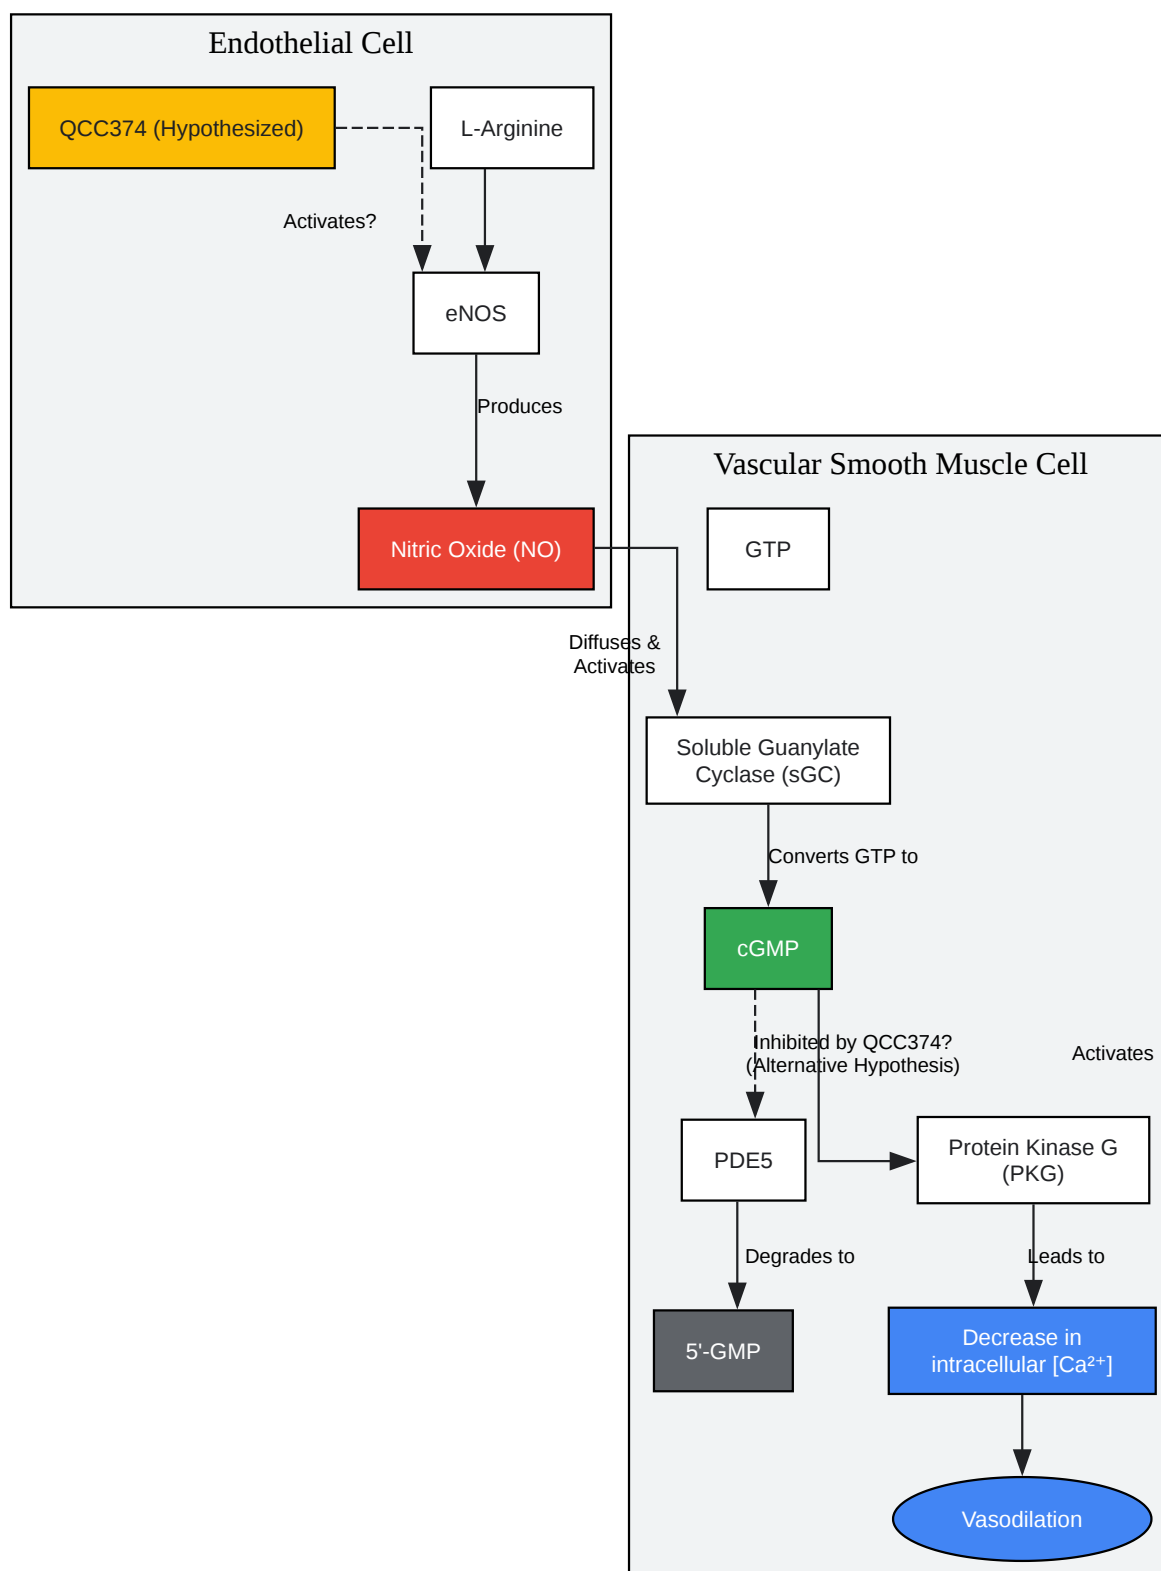 Endothelial Cell
QCC374 (Hypothesized)
L-Arginine
Activates?
eNOS
Produces
Nitric Oxide (NO)
Vascular Smooth Muscle Cell
GTP
Diffuses &
Activates
Soluble Guanylate
Cyclase (sGC)
Converts GTP to
cGMP
Inhibited by QCC374?
(Alternative Hypothesis)
Activates
PDE5
Protein Kinase G
(PKG)
Degrades to
Leads to
5'-GMP
Decrease in
intracellular [Ca²⁺]
Vasodilation